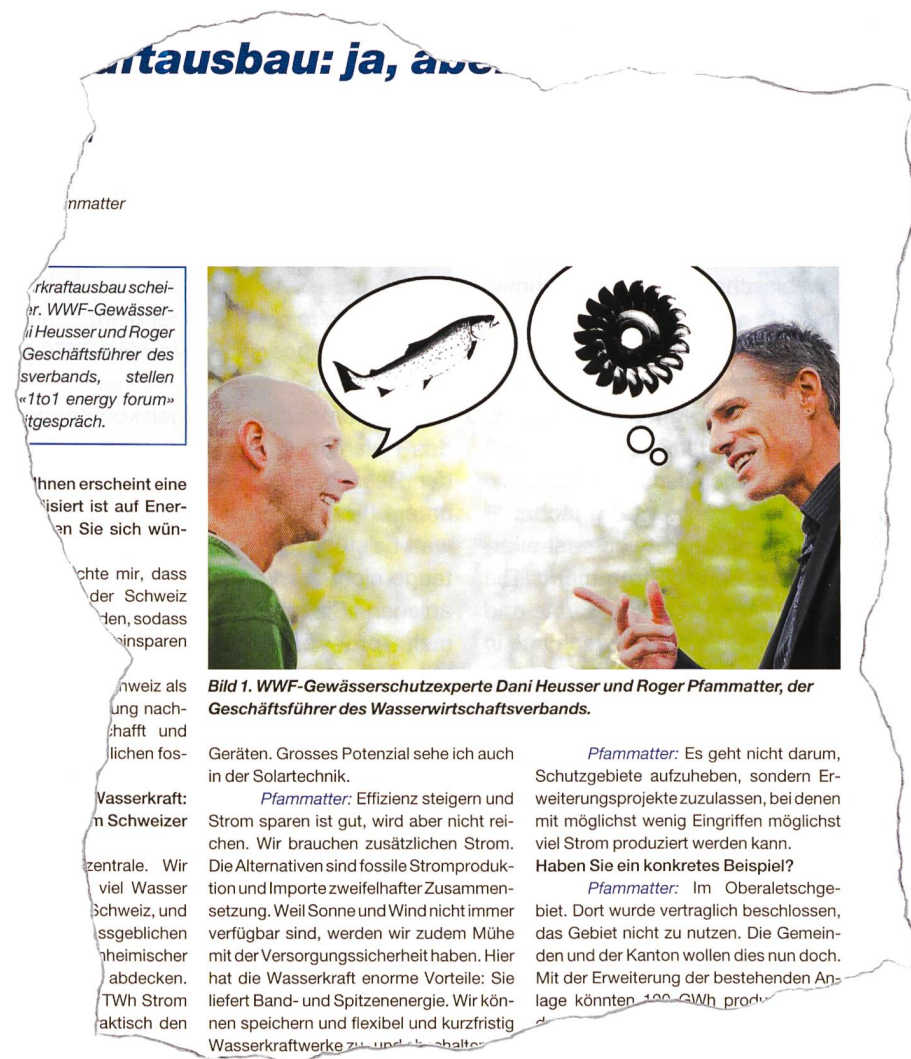 ftausbau: ja, aber
mmatter
rkraftausbau schei-
er. WWF-Gewässer-
ni Heusser und Roger
Geschäftsführer des
sverbands, stellen
«1to1 energy forum»
itgespräch.
Ihnen erscheint eine
lisiert ist auf Ener-
en Sie sich wün-
chte mir, dass
der Schweiz
den, sodass
einsparen
hweiz als
ung nach-
chafft und
lichen fos-
Wasserkraft:
m Schweizer
zentrale. Wir
viel Wasser
Schweiz, und
ssgeblichen
nheimischer
abdecken.
TWh Strom
aktisch den
Bild 1. WWF-Gewässerschutzexperte Dani Heusser und Roger Pfammatter, der
Geschäftsführer des Wasserwirtschaftsverbands.
Geräten. Grosses Potenzial sehe ich auch
in der Solartechnik.
Pfammatter: Effizienz steigern und
Strom sparen ist gut, wird aber nicht rei-
chen. Wir brauchen zusätzlichen Strom.
Die Alternativen sind fossile Stromproduk-
tion und Importe zweifelhafter Zusammen-
setzung. Weil Sonne und Wind nicht immer
verfügbar sind, werden wir zudem Mühe
mit der Versorgungssicherheit haben. Hier
hat die Wasserkraft enorme Vorteile: Sie
liefert Band- und Spitzenenergie. Wir kön-
nen speichern und flexibel und kurzfristig
Wasserkraftwerke zu- und
Pfammatter: Es geht nicht darum,
Schutzgebiete aufzuheben, sondern Er-
weiterungsprojekte zuzulassen, bei denen
mit möglichst wenig Eingriffen möglichst
viel Strom produziert werden kann.
Haben Sie ein konkretes Beispiel?
Pfammatter: Im Oberaletschge-
biet. Dort wurde vertraglich beschlossen,
das Gebiet nicht zu nutzen. Die Gemein-
den und der Kanton wollen dies nun doch.
Mit der Erweiterung der bestehenden An-
lage könnten 100 GWh